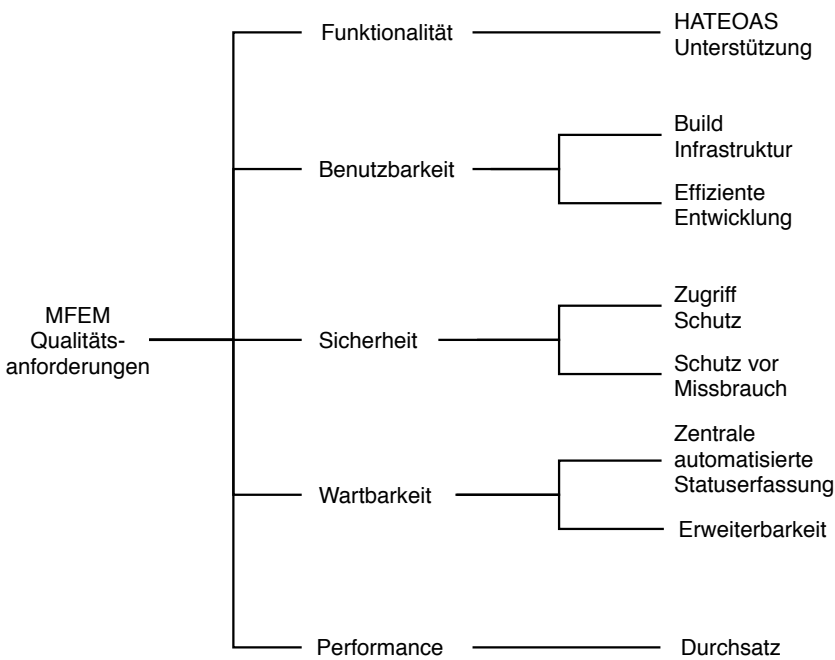 MFEM
Qualitäts-
anforderungen
Funktionalität
HATEOAS
Unterstützung
Benutzbarkeit
Build
Infrastruktur
Effiziente
Entwicklung
Sicherheit
Zugriff
Schutz
Schutz vor
Missbrauch
Wartbarkeit
Zentrale
automatisierte
Statuserfassung
Erweiterbarkeit
Performance
Durchsatz